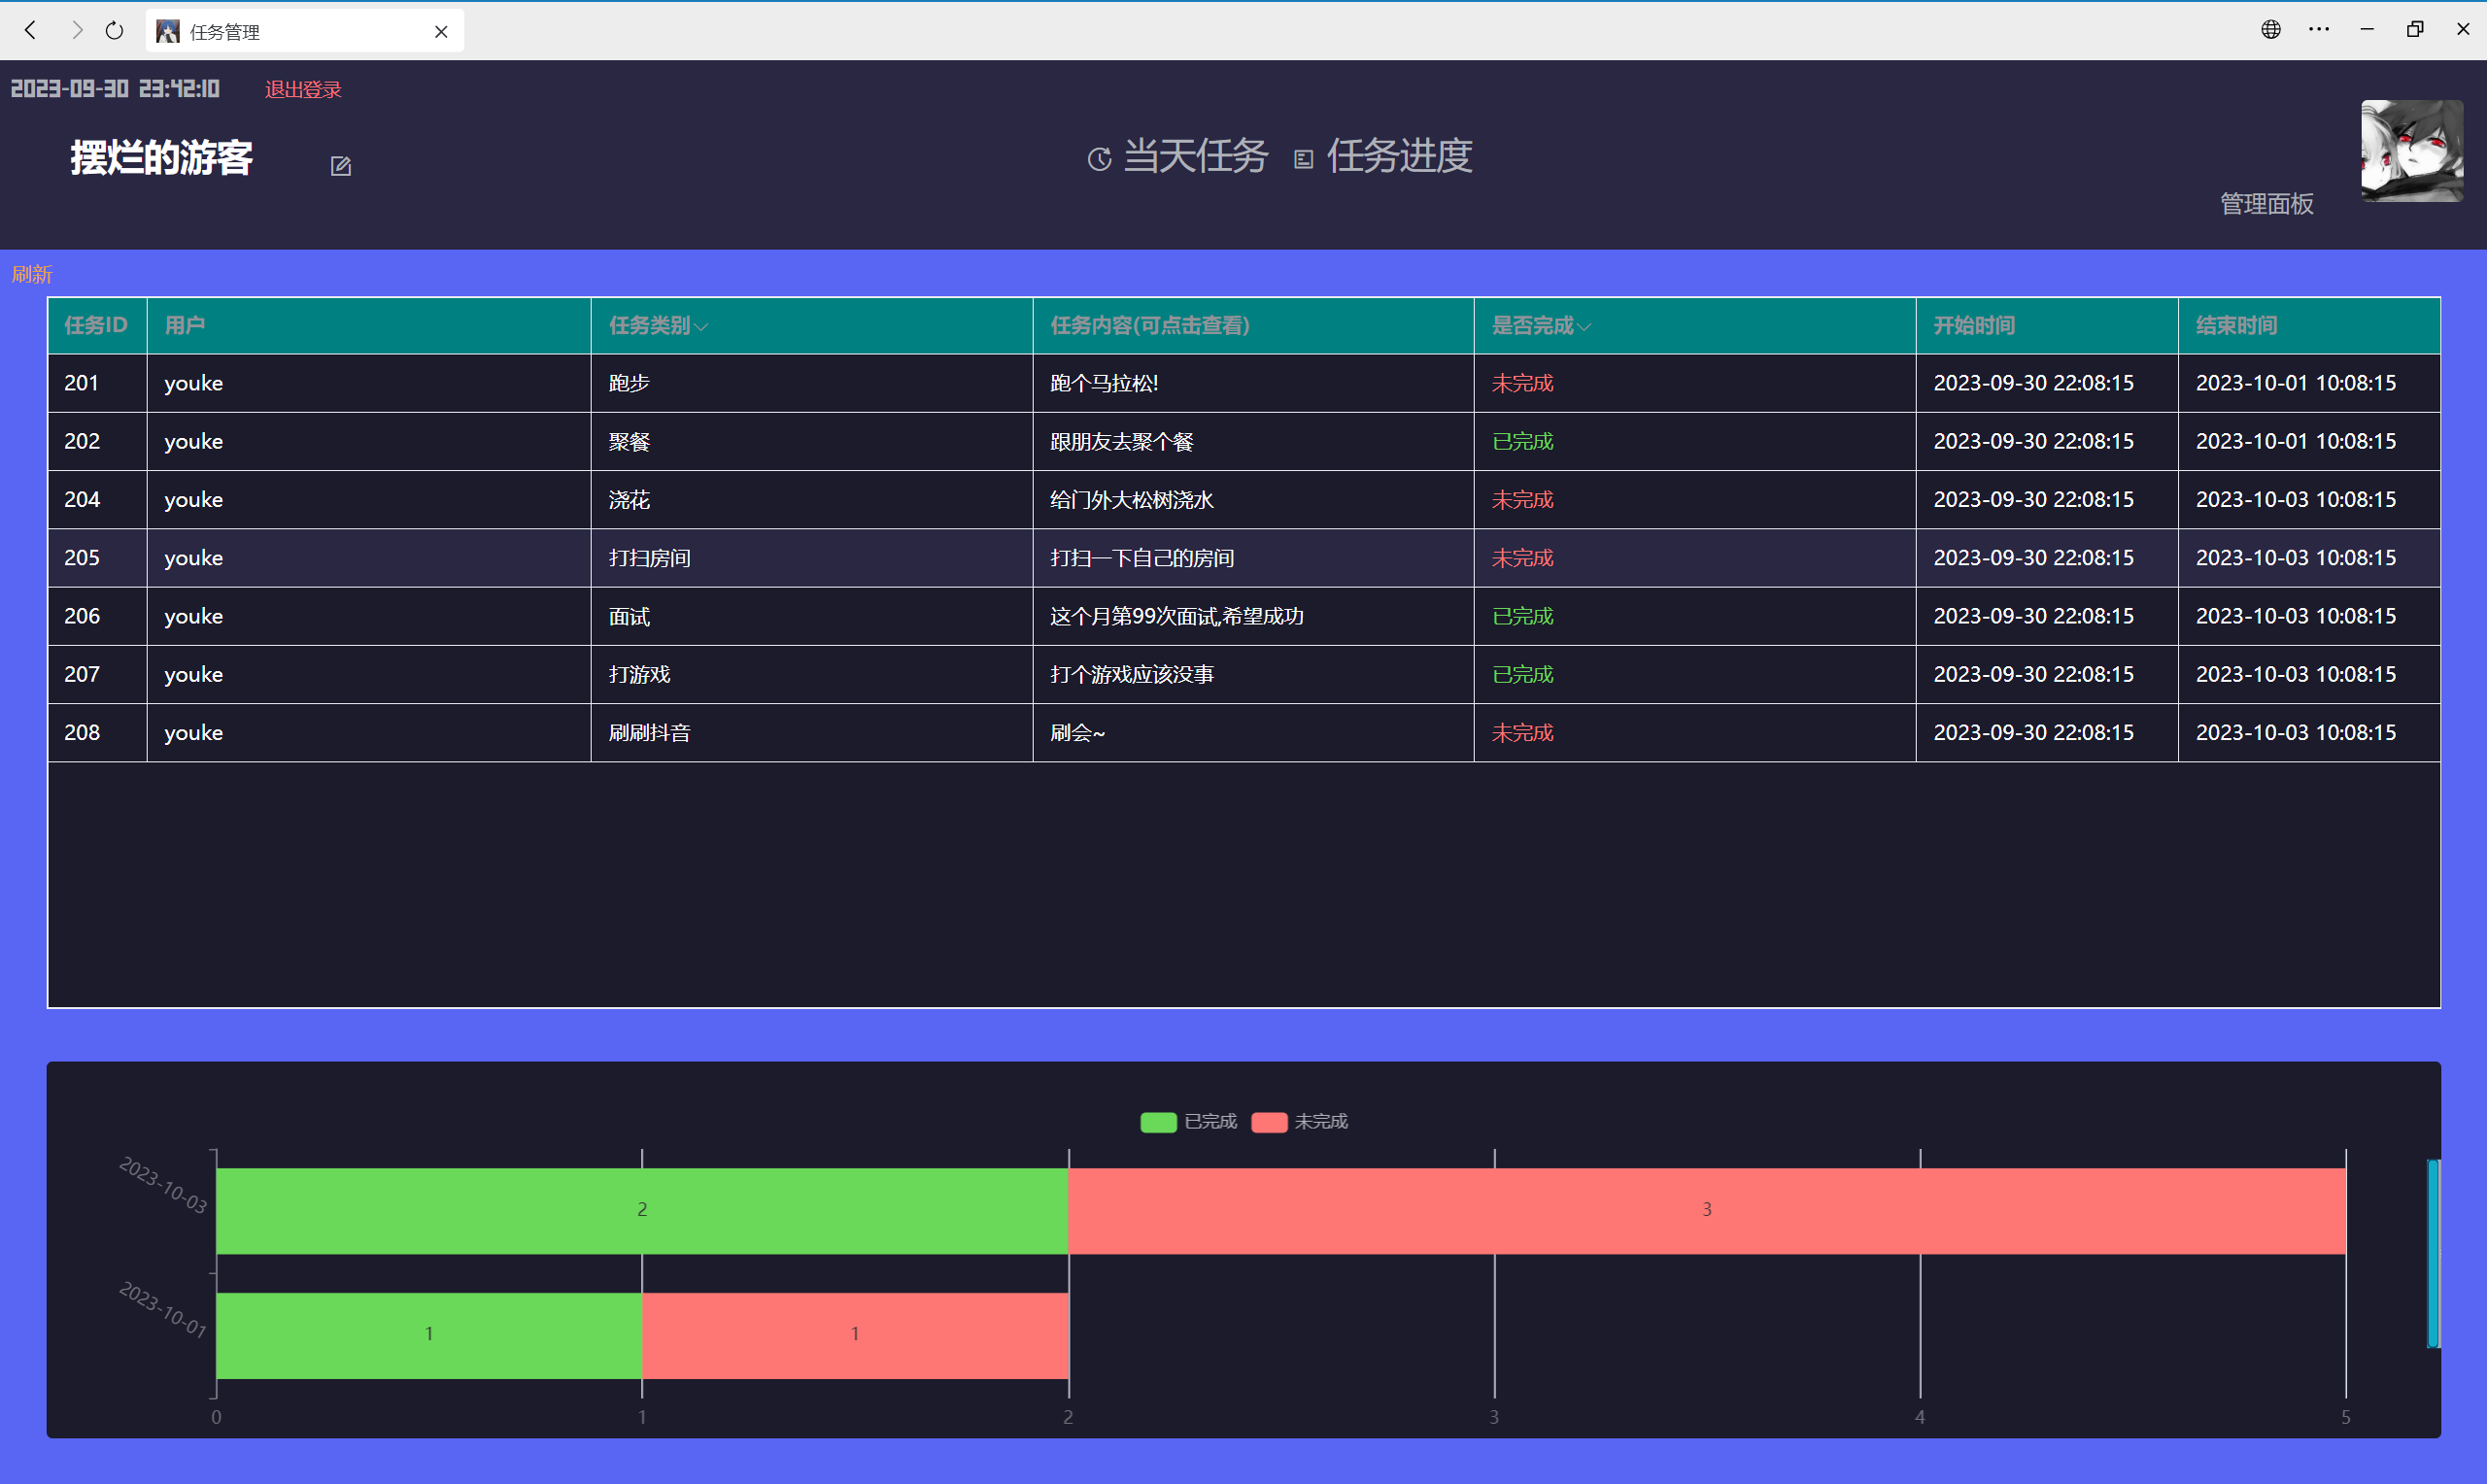 任务管理
2023-09-30 23:42:10 退出登录
摆烂的游客 当天任务 任务进度
管理面板
刷新
任务ID 用户 任务类别 任务内容(可点击查看) 是否完成 开始时间 结束时间
201 youke 跑步 跑个马拉松! 未完成 2023-09-30 22:08:15 2023-10-01 10:08:15
202 youke 聚餐 跟朋友去聚个餐 已完成 2023-09-30 22:08:15 2023-10-01 10:08:15
204 youke 浇花 给门外大松树浇水 未完成 2023-09-30 22:08:15 2023-10-03 10:08:15
205 youke 打扫房间 打扫一下自己的房间 未完成 2023-09-30 22:08:15 2023-10-03 10:08:15
206 youke 面试 这个月第99次面试,希望成功 已完成 2023-09-30 22:08:15 2023-10-03 10:08:15
207 youke 打游戏 打个游戏应该没事 已完成 2023-09-30 22:08:15 2023-10-03 10:08:15
208 youke 刷刷抖音 刷会~ 未完成 2023-09-30 22:08:15 2023-10-03 10:08:15
已完成 未完成
2023-10-03 2 3
2023-10-01 1 1
0 1 2 3 4 5